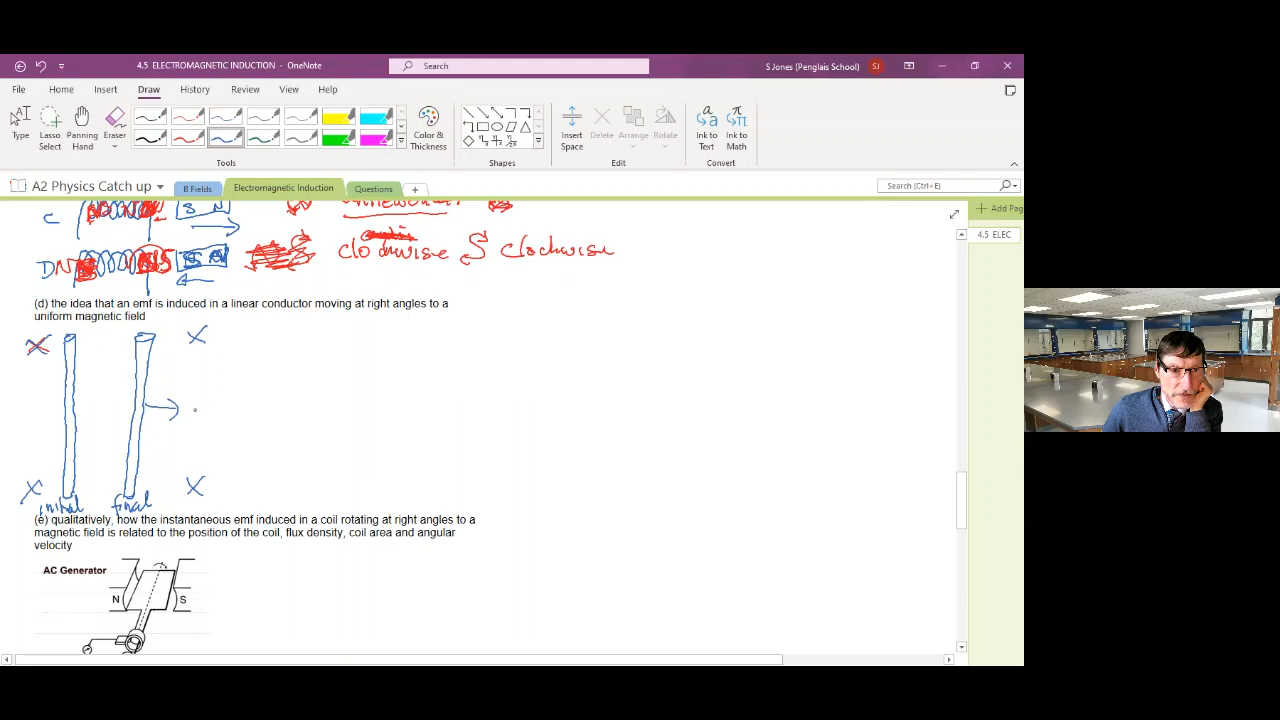 4.5 ELECTROMAGNETIC INDUCTION - OneNote
Search
S Jones (Penglais School)
SJ
File Home Insert Draw History Review View Help
Type
Lasso Select
Panning Hand
Eraser
Color & Thickness
Insert Space
Delete
Arrange
Rotate
Ink to Text
Ink to Math
Tools
Shapes
Edit
Convert
A2 Physics Catch up
B Fields
Electromagnetic Induction
Questions
Search (Ctrl+E)
Add Pag
4.5 ELEC
C S N
D N S S N clockwise S clockwise
(d) the idea that an emf is induced in a linear conductor moving at right angles to a
uniform magnetic field
X X
X X
initial final
(e) qualitatively, how the instantaneous emf induced in a coil rotating at right angles to a
magnetic field is related to the position of the coil, flux density, coil area and angular
velocity
AC Generator
N S